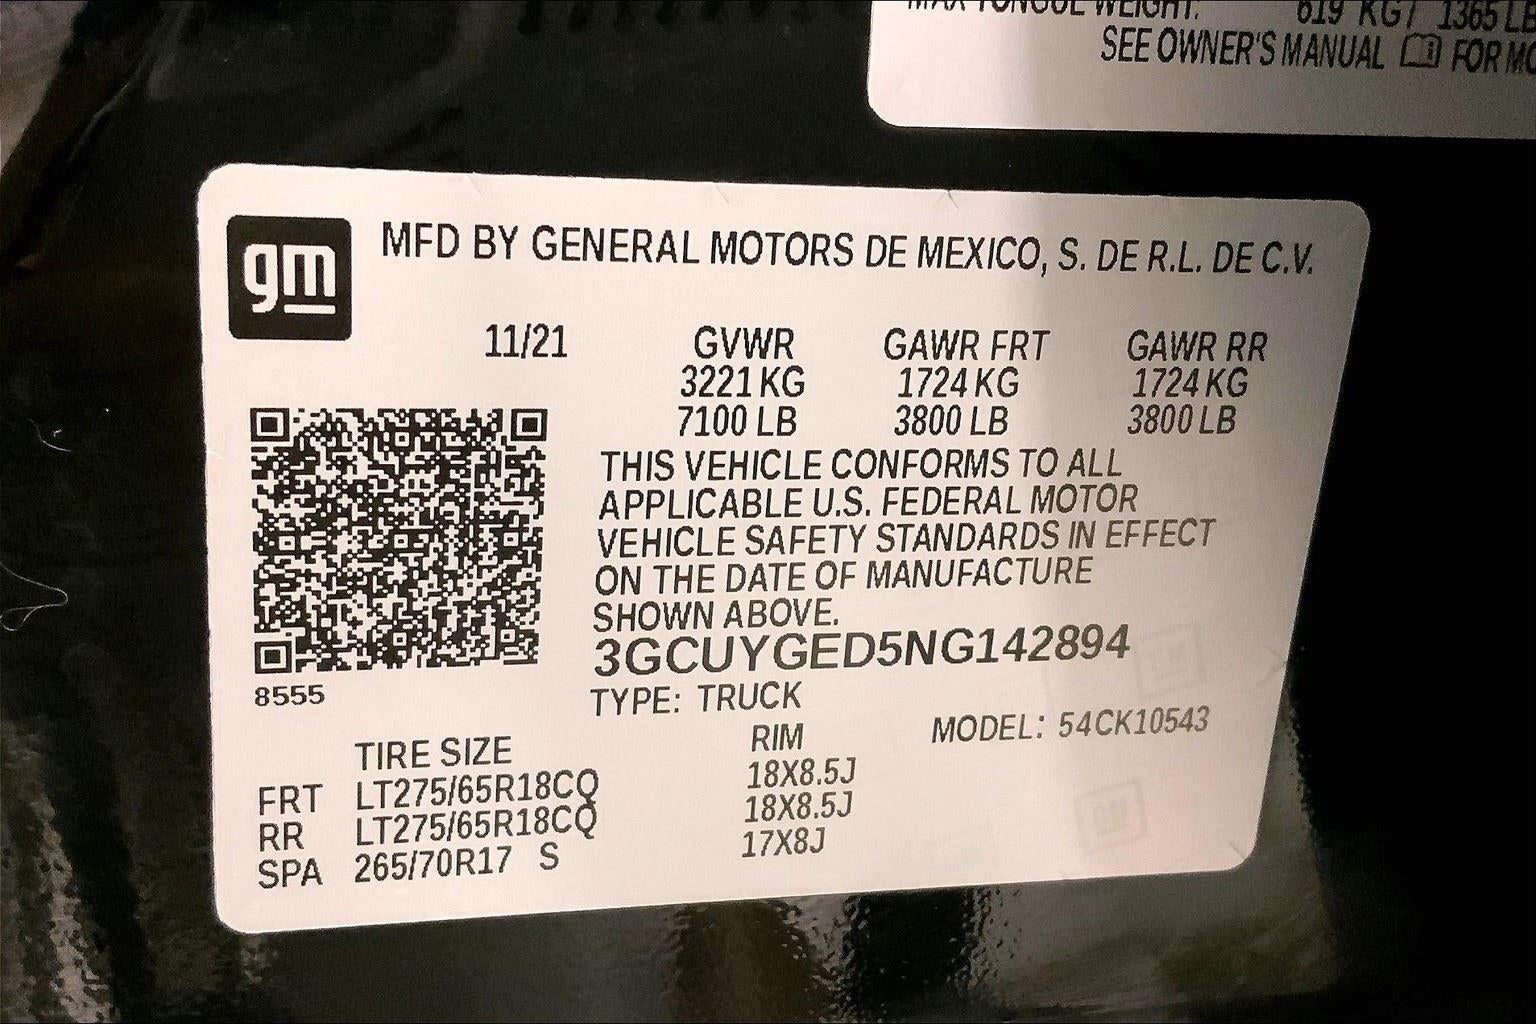 MAX TONGUE WEIGHT: 619 KG / 1365 LB
SEE OWNER'S MANUAL FOR
gm
MFD BY GENERAL MOTORS DE MEXICO, S. DE R.L. DE C.V.
11/21 GVWR GAWR FRT GAWR RR
3221 KG 1724 KG 1724 KG
7100 LB 3800 LB 3800 LB
THIS VEHICLE CONFORMS TO ALL
APPLICABLE U.S. FEDERAL MOTOR
VEHICLE SAFETY STANDARDS IN EFFECT
ON THE DATE OF MANUFACTURE
SHOWN ABOVE.
3GCUYGED5NG142894
8555
TYPE: TRUCK
MODEL: 54CK10543
TIRE SIZE RIM
FRT LT275/65R18CQ 18X8.5J
RR LT275/65R18CQ 18X8.5J
SPA 265/70R17 S 17X8J